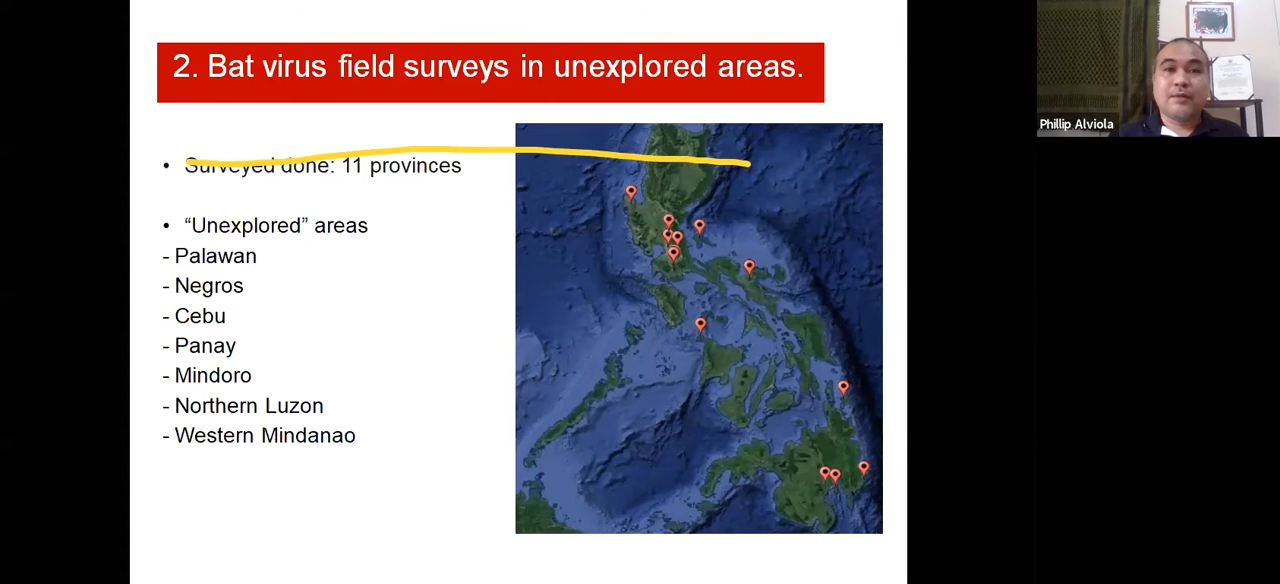 2. Bat virus field surveys in unexplored areas.
Phillip Alviola
• Surveyed done: 11 provinces
• “Unexplored” areas
- Palawan
- Negros
- Cebu
- Panay
- Mindoro
- Northern Luzon
- Western Mindanao